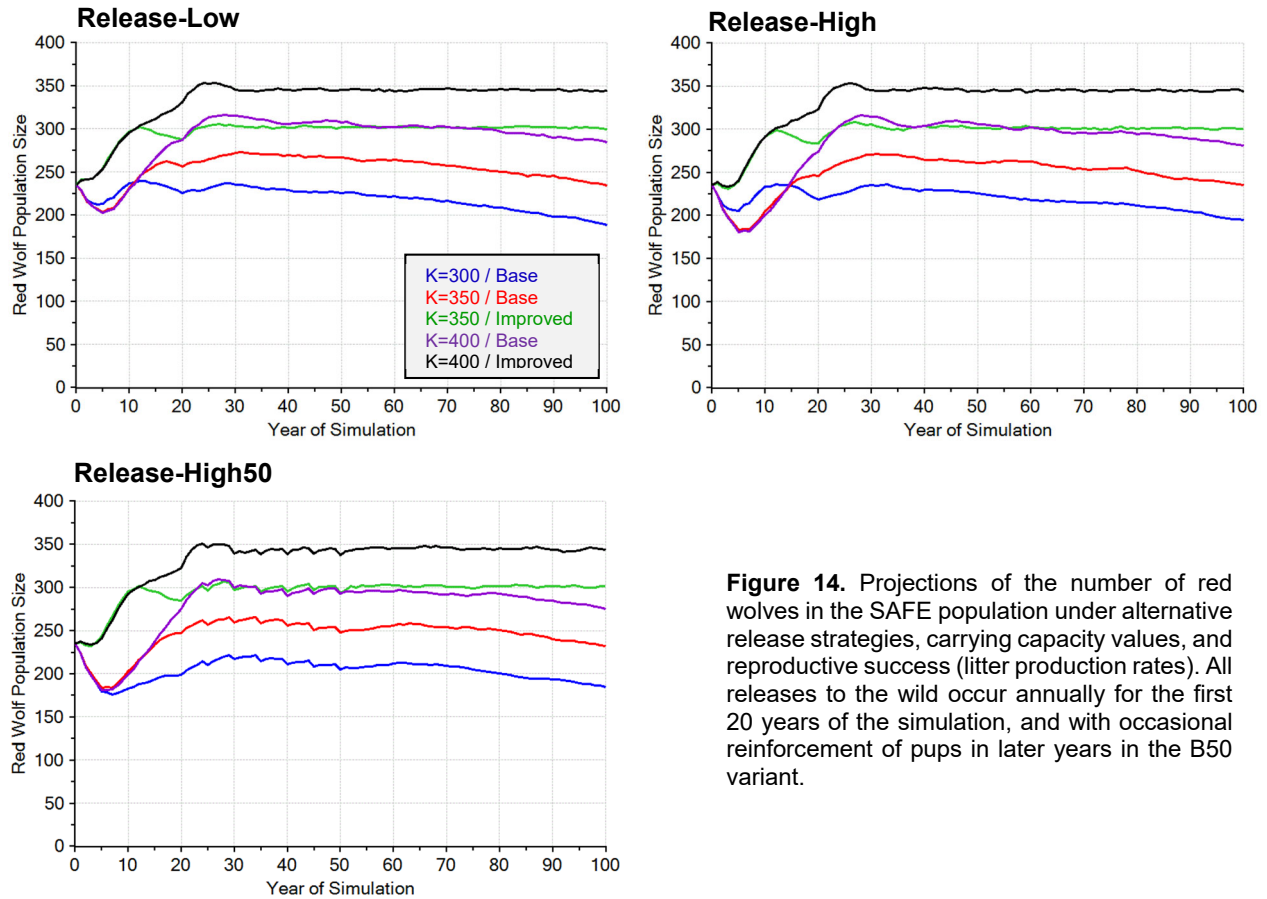 Release-Low
400
350
300
250
200
150
100
50
0
Red Wolf Population Size
K=300 / Base
K=350 / Base
K=350 / Improved
K=400 / Base
K=400 / Improved
0 10 20 30 40 50 60 70 80 90 100
Year of Simulation
Release-High
400
350
300
250
200
150
100
50
0
Red Wolf Population Size
0 10 20 30 40 50 60 70 80 90 100
Year of Simulation
Release-High50
400
350
300
250
200
150
100
50
0
Red Wolf Population Size
0 10 20 30 40 50 60 70 80 90 100
Year of Simulation
Figure 14. Projections of the number of red
wolves in the SAFE population under alternative
release strategies, carrying capacity values, and
reproductive success (litter production rates). All
releases to the wild occur annually for the first
20 years of the simulation, and with occasional
reinforcement of pups in later years in the B50
variant.